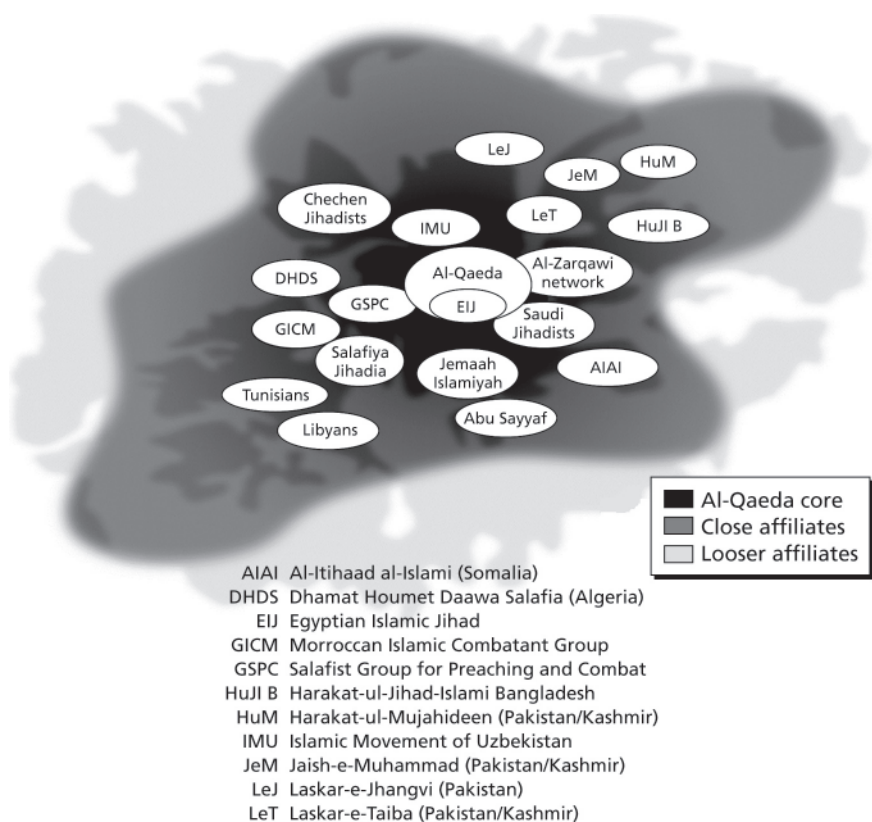 LeJ
HuM
JeM
Chechen
Jihadists
LeT
IMU
HuJI B
Al-Qaeda
Al-Zarqawi
network
DHDS
EIJ
GSPC
Saudi
Jihadists
GICM
Salafiya
Jihadia
Jemaah
Islamiyah
AIAI
Tunisians
Abu Sayyaf
Libyans
Al-Qaeda core
Close affiliates
Looser affiliates
AIAI Al-Itihaad al-Islami (Somalia)
DHDS Dhamat Houmet Daawa Salafia (Algeria)
EIJ Egyptian Islamic Jihad
GICM Morroccan Islamic Combatant Group
GSPC Salafist Group for Preaching and Combat
HuJI B Harakat-ul-Jihad-Islami Bangladesh
HuM Harakat-ul-Mujahideen (Pakistan/Kashmir)
IMU Islamic Movement of Uzbekistan
JeM Jaish-e-Muhammad (Pakistan/Kashmir)
LeJ Laskar-e-Jhangvi (Pakistan)
LeT Laskar-e-Taiba (Pakistan/Kashmir)